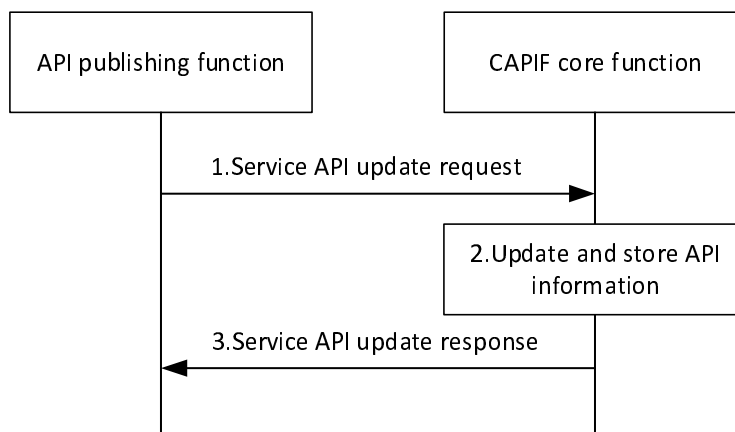 API publishing function
CAPIF core function
1.Service API update request
2.Update and store API
information
3.Service API update response